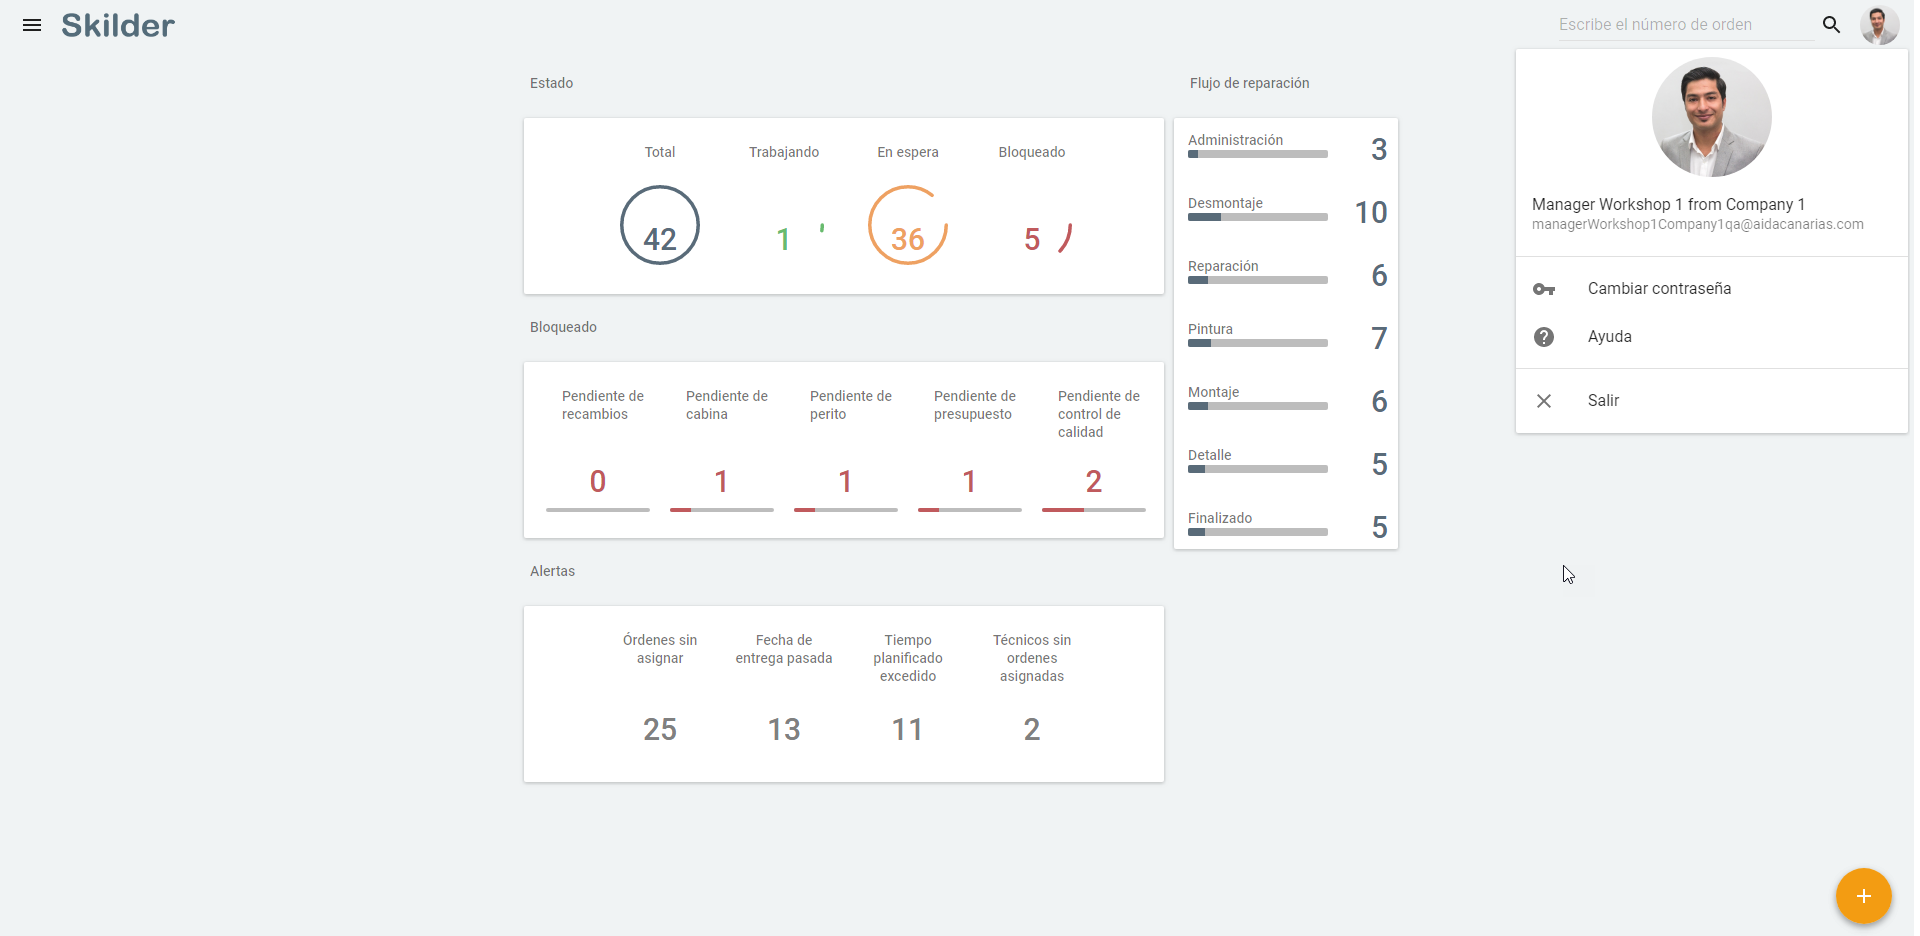 Skilder
Escribe el número de orden
Estado
Total
Trabajando
En espera
Bloqueado
42
1
36
5
Bloqueado
Pendiente de
recambios
Pendiente de
cabina
Pendiente de
perito
Pendiente de
presupuesto
Pendiente de
control de
calidad
0
1
1
1
2
Alertas
Órdenes sin
asignar
Fecha de
entrega pasada
Tiempo
planificado
excedido
Técnicos sin
ordenes
asignadas
25
13
11
2
Flujo de reparación
Administración
3
Desmontaje
10
Reparación
6
Pintura
7
Montaje
6
Detalle
5
Finalizado
5
Manager Workshop 1 from Company 1
managerWorkshop1Company1qa@aidacanarias.com
Cambiar contraseña
Ayuda
Salir